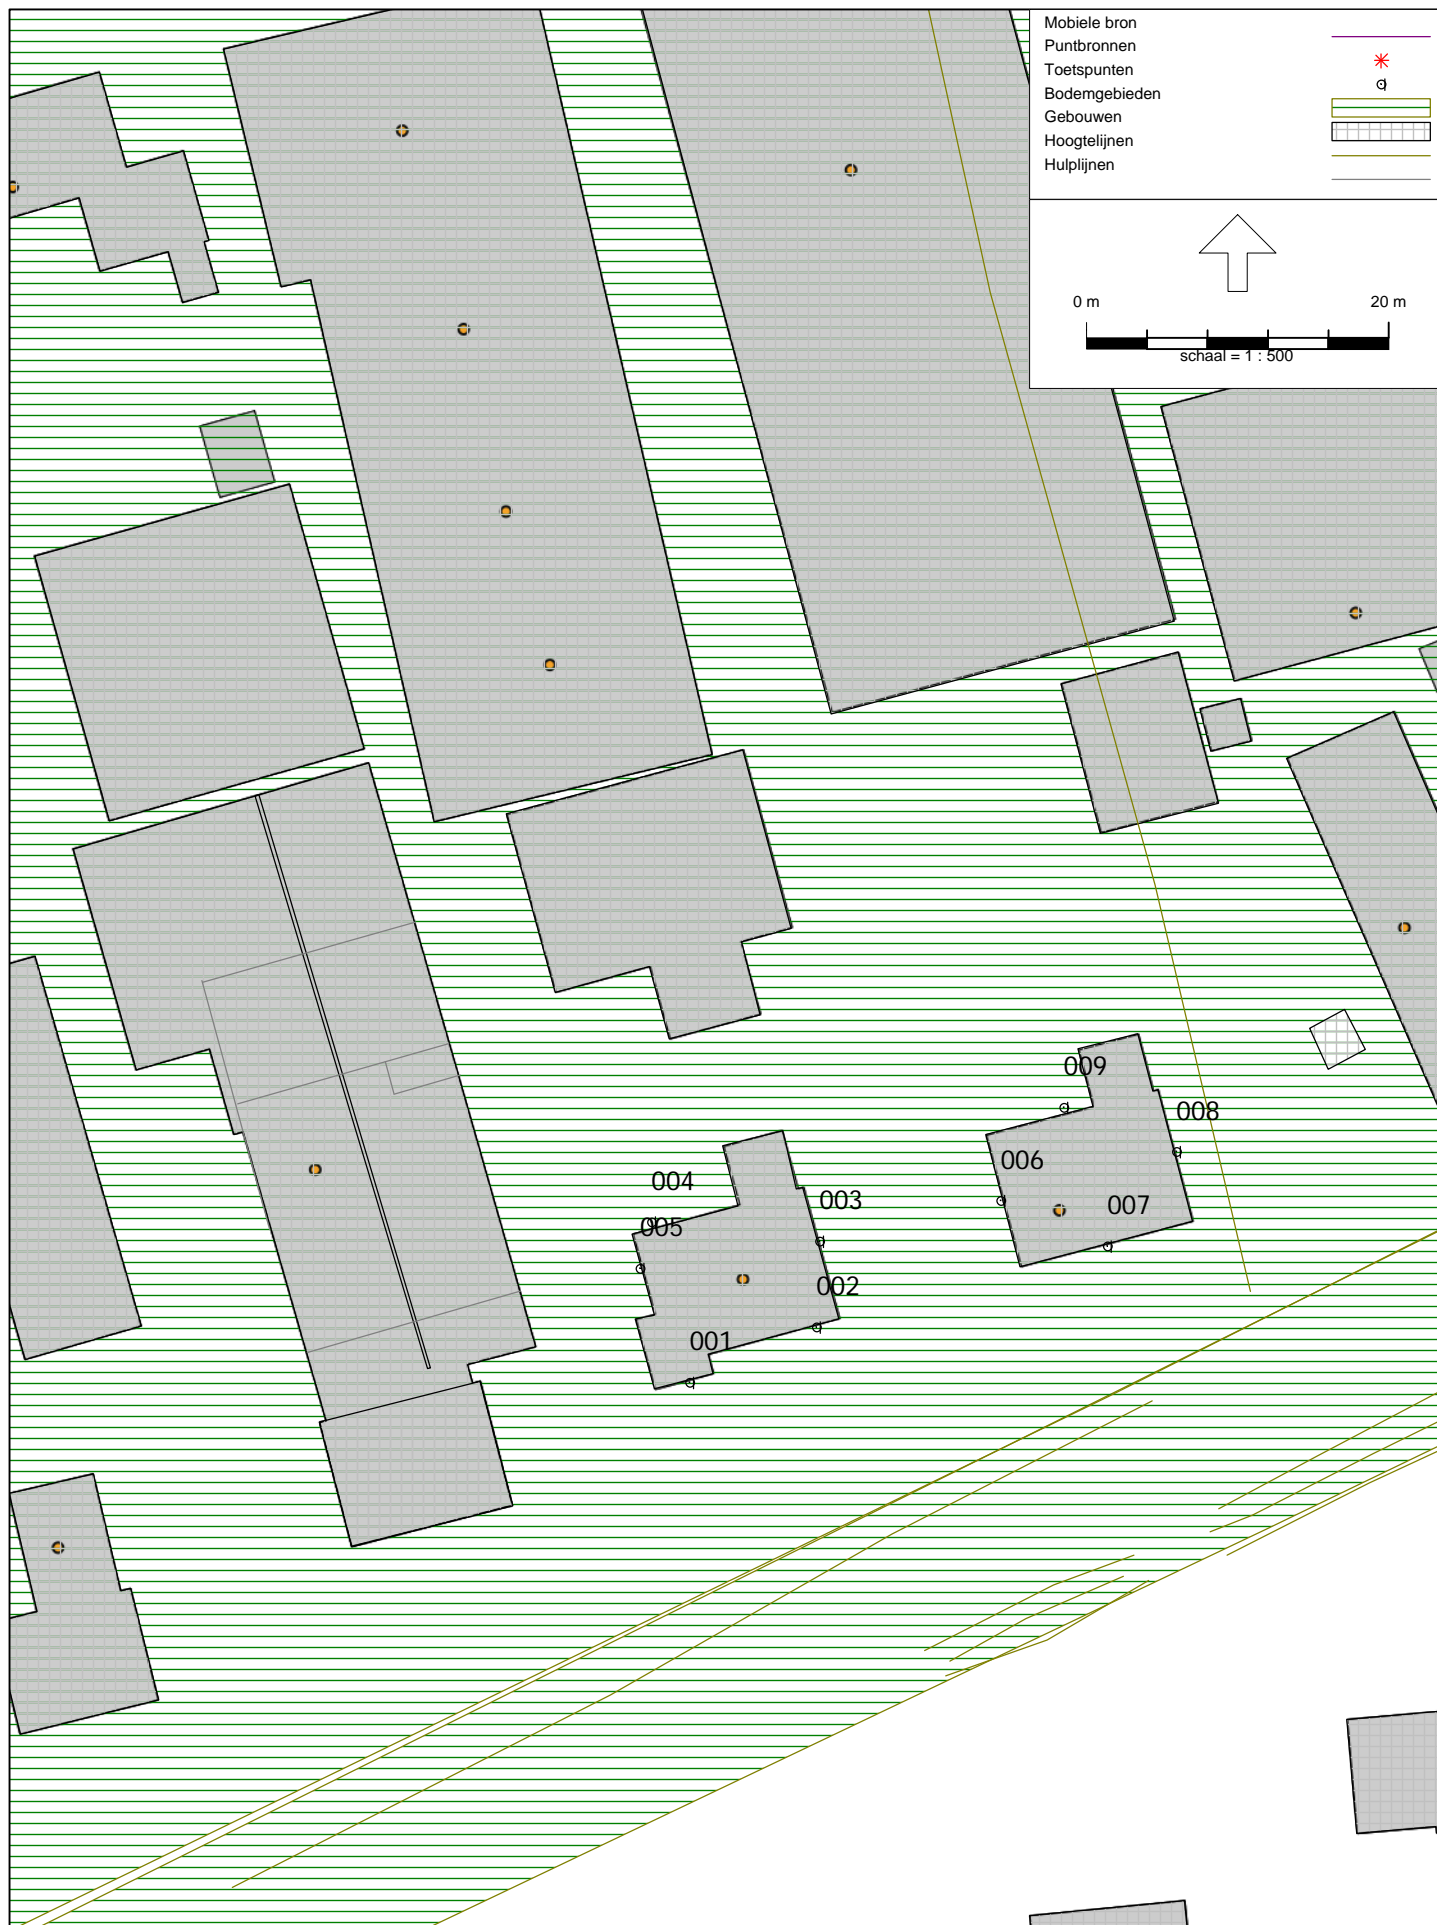 Mobiele bron
Puntbronnen
Toetspunten
Bodemgebieden
Gebouwen
Hoogtelijnen
Hulplijnen
0 m 20 m
schaal = 1 : 500
009
008
006
004
003
007
005
002
001